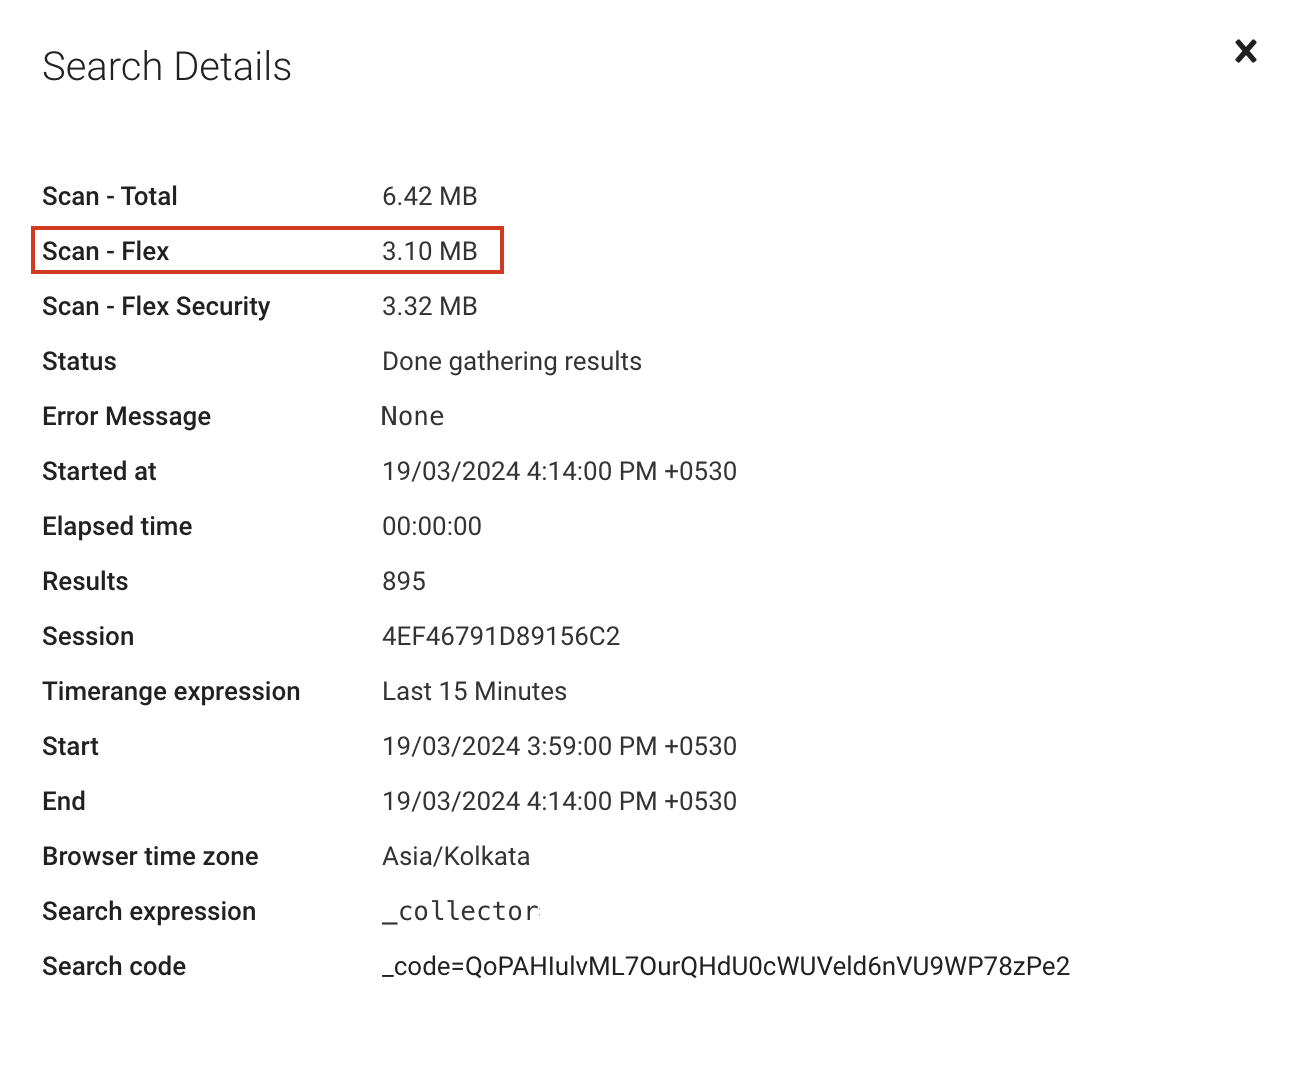 Search Details
Scan - Total 6.42 MB
Scan - Flex 3.10 MB
Scan - Flex Security 3.32 MB
Status Done gathering results
Error Message None
Started at 19/03/2024 4:14:00 PM +0530
Elapsed time 00:00:00
Results 895
Session 4EF46791D89156C2
Timerange expression Last 15 Minutes
Start 19/03/2024 3:59:00 PM +0530
End 19/03/2024 4:14:00 PM +0530
Browser time zone Asia/Kolkata
Search expression _collector
Search code _code=QoPAHIulvML7OurQHdU0cWUVeld6nVU9WP78zPe2